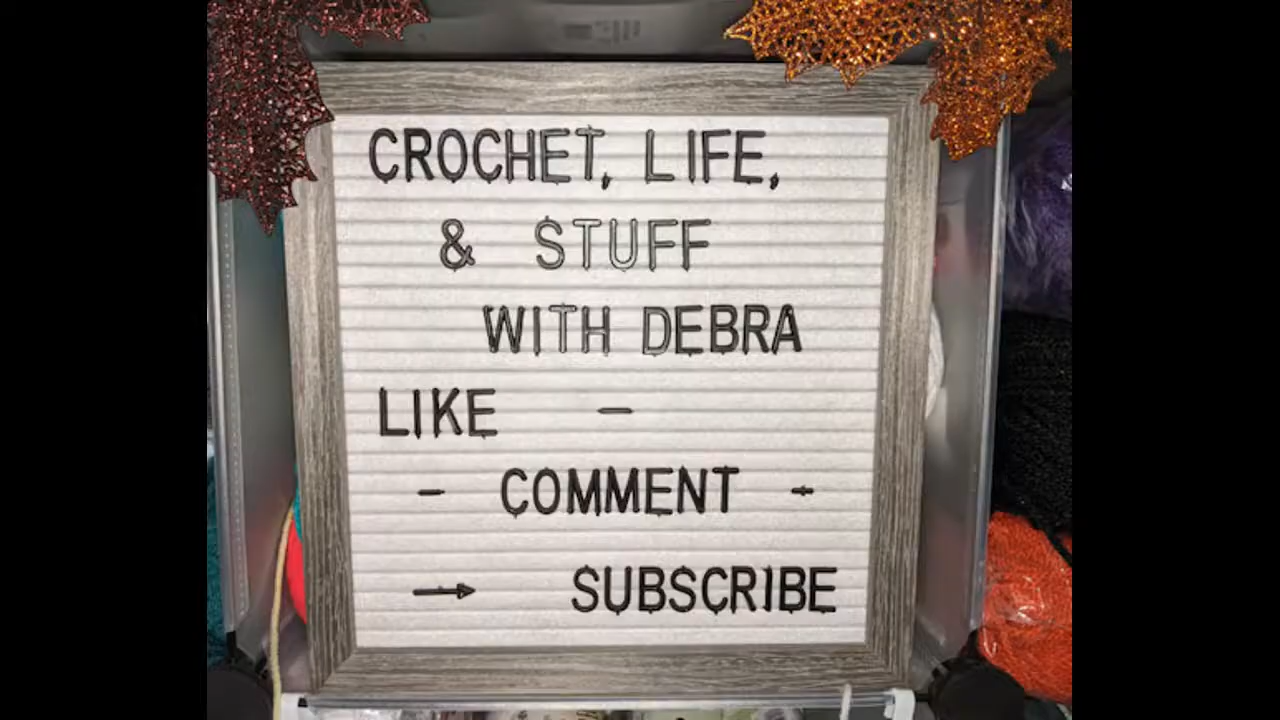 CROCHET, LIFE,
& STUFF
WITH DEBRA
LIKE -
- COMMENT -
→ SUBSCRIBE